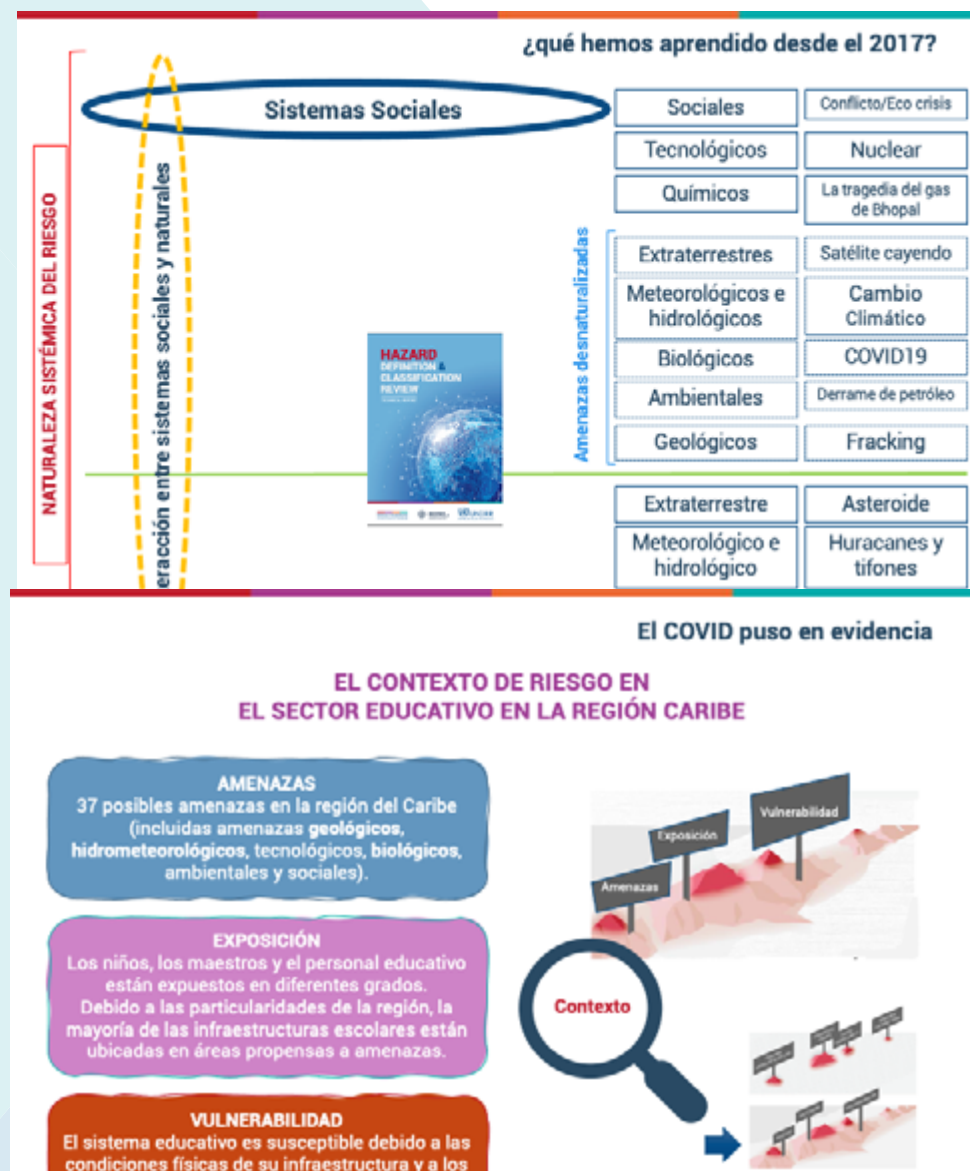 ¿qué hemos aprendido desde el 2017?
NATURALEZA SISTÉMICA DEL RIESGO
eracción entre sistemas sociales y naturales
Sistemas Sociales
Sociales
Conflicto/Eco crisis
Tecnológicos
Nuclear
Químicos
La tragedia del gas
de Bhopal
Amenazas desnaturalizadas
Extraterrestres
Satélite cayendo
Meteorológicos e
hidrológicos
Cambio
Climático
Biológicos
COVID19
Ambientales
Derrame de petróleo
Geológicos
Fracking
HAZARD
DEFINITION &
CLASSIFICATION
REVIEW
Extraterrestre
Asteroide
Meteorológico e
hidrológico
Huracanes y
tifones
El COVID puso en evidencia
EL CONTEXTO DE RIESGO EN
EL SECTOR EDUCATIVO EN LA REGIÓN CARIBE
AMENAZAS
37 posibles amenazas en la región del Caribe
(incluidas amenazas geológicos,
hidrometeorológicos, tecnológicos, biológicos,
ambientales y sociales).
EXPOSICIÓN
Los niños, los maestros y el personal educativo
están expuestos en diferentes grados.
Debido a las particularidades de la región, la
mayoría de las infraestructuras escolares están
ubicadas en áreas propensas a amenazas.
VULNERABILIDAD
El sistema educativo es susceptible debido a las
condiciones físicas de su infraestructura y a los
Amenazas
Exposición
Vulnerabilidad
Contexto